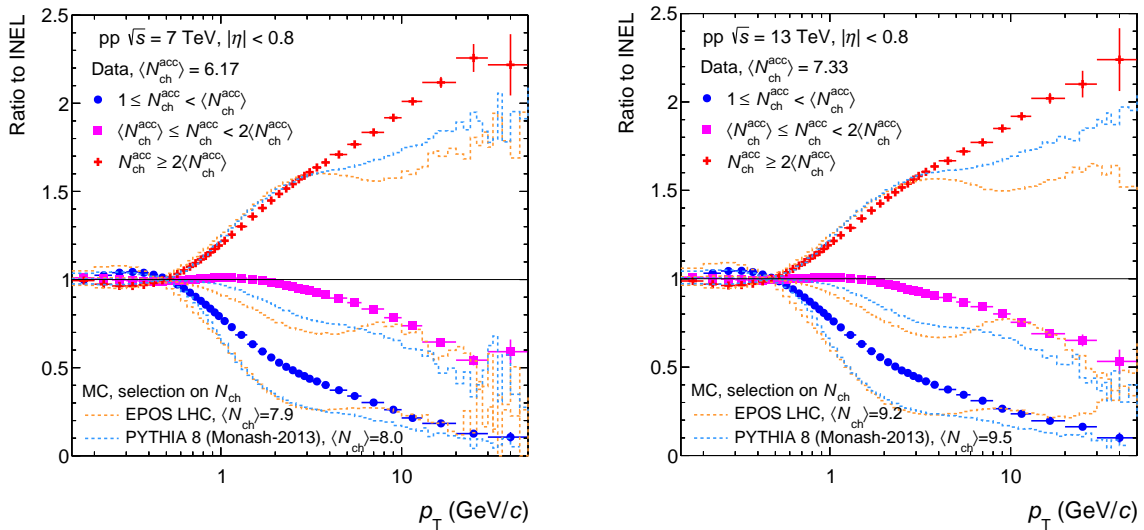 Ratio to INEL
2.5
2
1.5
1
0.5
0
pp √s = 7 TeV, |η| < 0.8
Data, ⟨N_ch^acc⟩ = 6.17
1 ≤ N_ch^acc < ⟨N_ch^acc⟩
⟨N_ch^acc⟩ ≤ N_ch^acc < 2⟨N_ch^acc⟩
N_ch^acc ≥ 2⟨N_ch^acc⟩
MC, selection on N_ch
EPOS LHC, ⟨N_ch⟩=7.9
PYTHIA 8 (Monash-2013), ⟨N_ch⟩=8.0
1 10
p_T (GeV/c)
Ratio to INEL
2.5
2
1.5
1
0.5
0
pp √s = 13 TeV, |η| < 0.8
Data, ⟨N_ch^acc⟩ = 7.33
1 ≤ N_ch^acc < ⟨N_ch^acc⟩
⟨N_ch^acc⟩ ≤ N_ch^acc < 2⟨N_ch^acc⟩
N_ch^acc ≥ 2⟨N_ch^acc⟩
MC, selection on N_ch
EPOS LHC, ⟨N_ch⟩=9.2
PYTHIA 8 (Monash-2013), ⟨N_ch⟩=9.5
1 10
p_T (GeV/c)